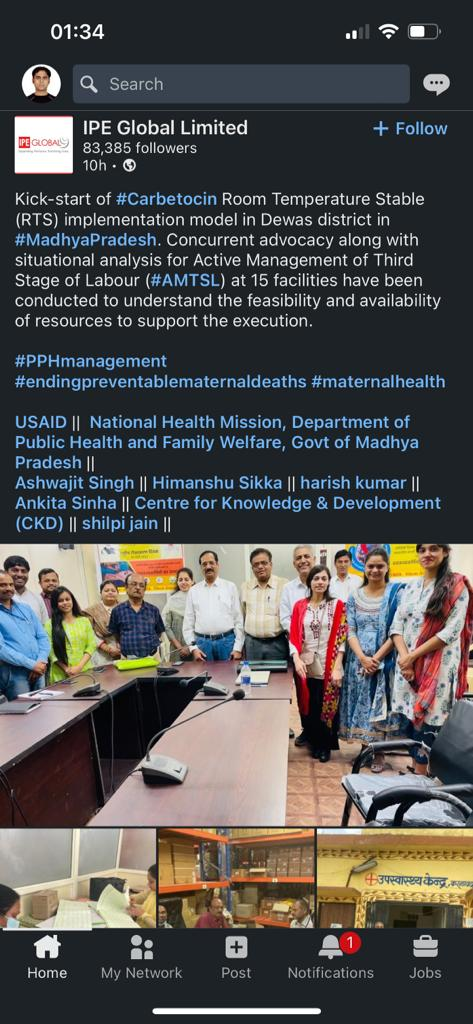 01:34
Search
IPE GLOBAL
IPE Global Limited
+ Follow
83,385 followers
10h •
Kick-start of #Carbetocin Room Temperature Stable
(RTS) implementation model in Dewas district in
#MadhyaPradesh. Concurrent advocacy along with
situational analysis for Active Management of Third
Stage of Labour (#AMTSL) at 15 facilities have been
conducted to understand the feasibility and availability
of resources to support the execution.
#PPHmanagement
#endingpreventablematernaldeaths #maternalhealth
USAID || National Health Mission, Department of
Public Health and Family Welfare, Govt of Madhya
Pradesh ||
Ashwajit Singh || Himanshu Sikka || harish kumar ||
Ankita Sinha || Centre for Knowledge & Development
(CKD) || shilpi jain ||
उपस्वास्थ्य केन्द्र,
1
Home
My Network
Post
Notifications
Jobs